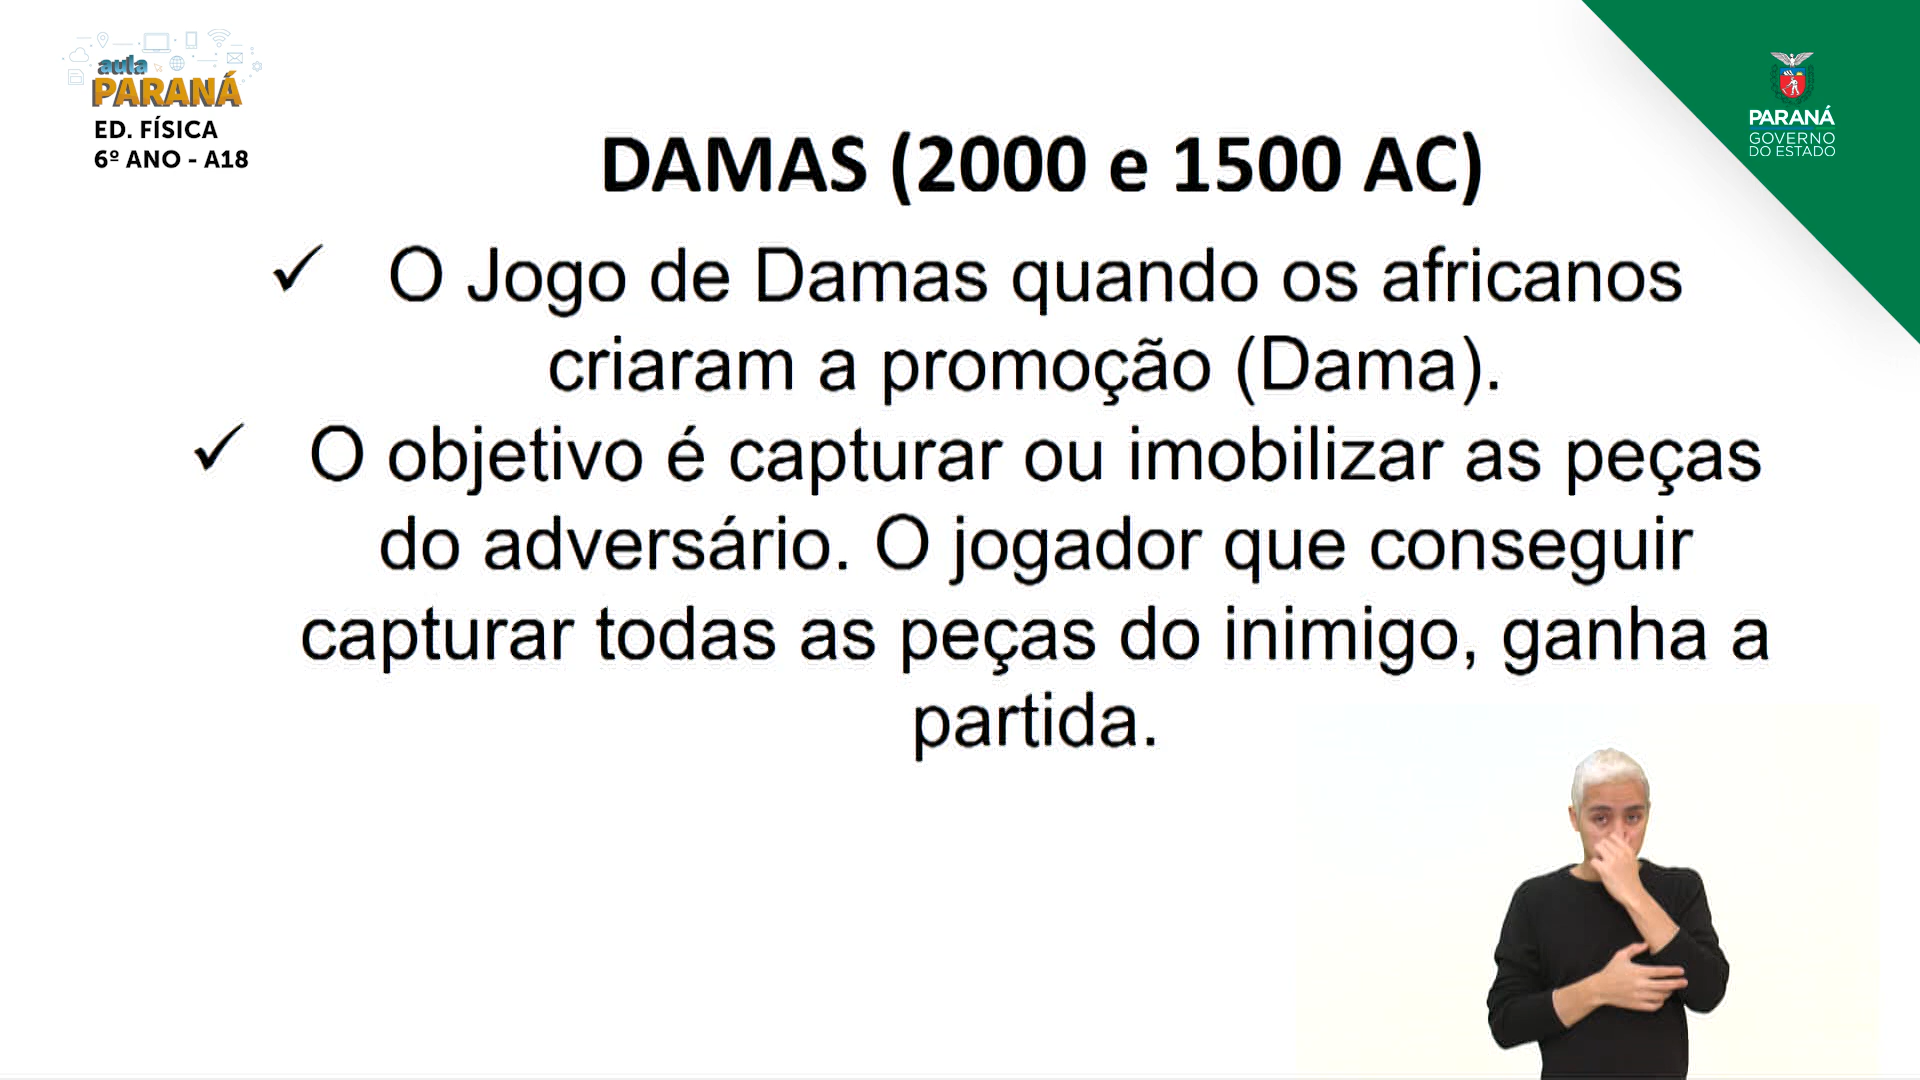 aula
PARANÁ
ED. FÍSICA
6º ANO - A18
PARANÁ
GOVERNO
DO ESTADO
DAMAS (2000 e 1500 AC)
✓ O Jogo de Damas quando os africanos
criaram a promoção (Dama).
✓ O objetivo é capturar ou imobilizar as peças
do adversário. O jogador que conseguir
capturar todas as peças do inimigo, ganha a
partida.